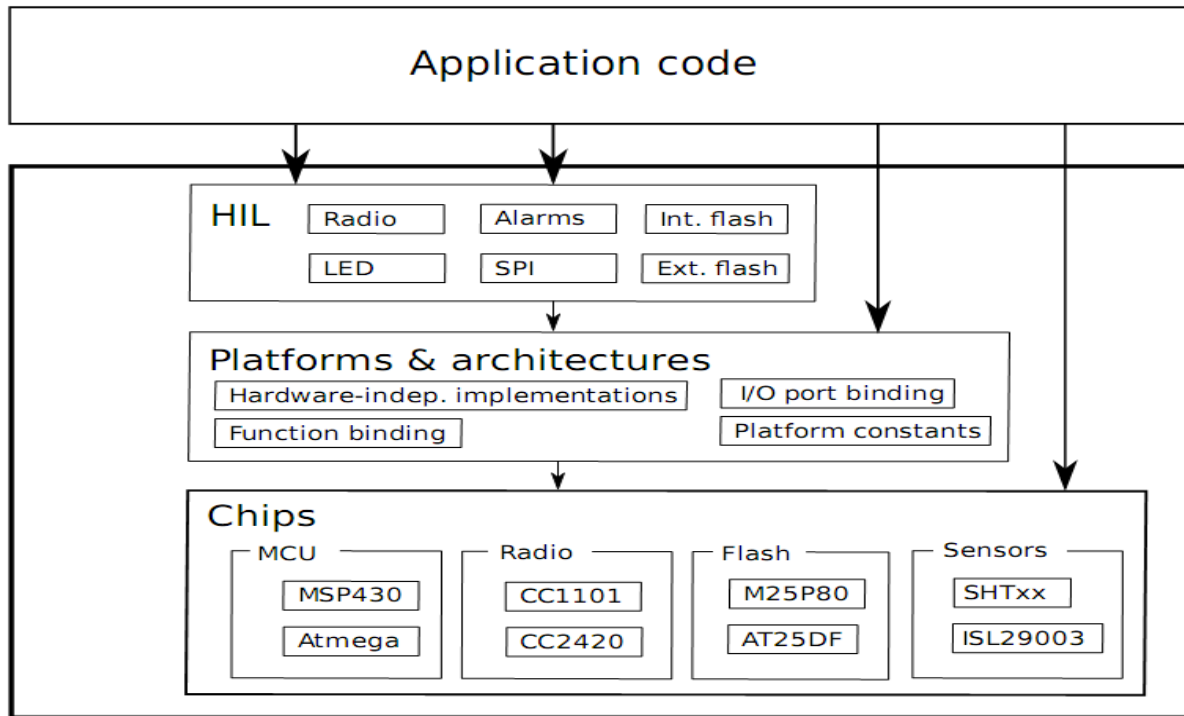 Application code
HIL
Radio
Alarms
Int. flash
LED
SPI
Ext. flash
Platforms & architectures
Hardware-indep. implementations
I/O port binding
Function binding
Platform constants
Chips
MCU
Radio
Flash
Sensors
MSP430
CC1101
M25P80
SHTxx
Atmega
CC2420
AT25DF
ISL29003